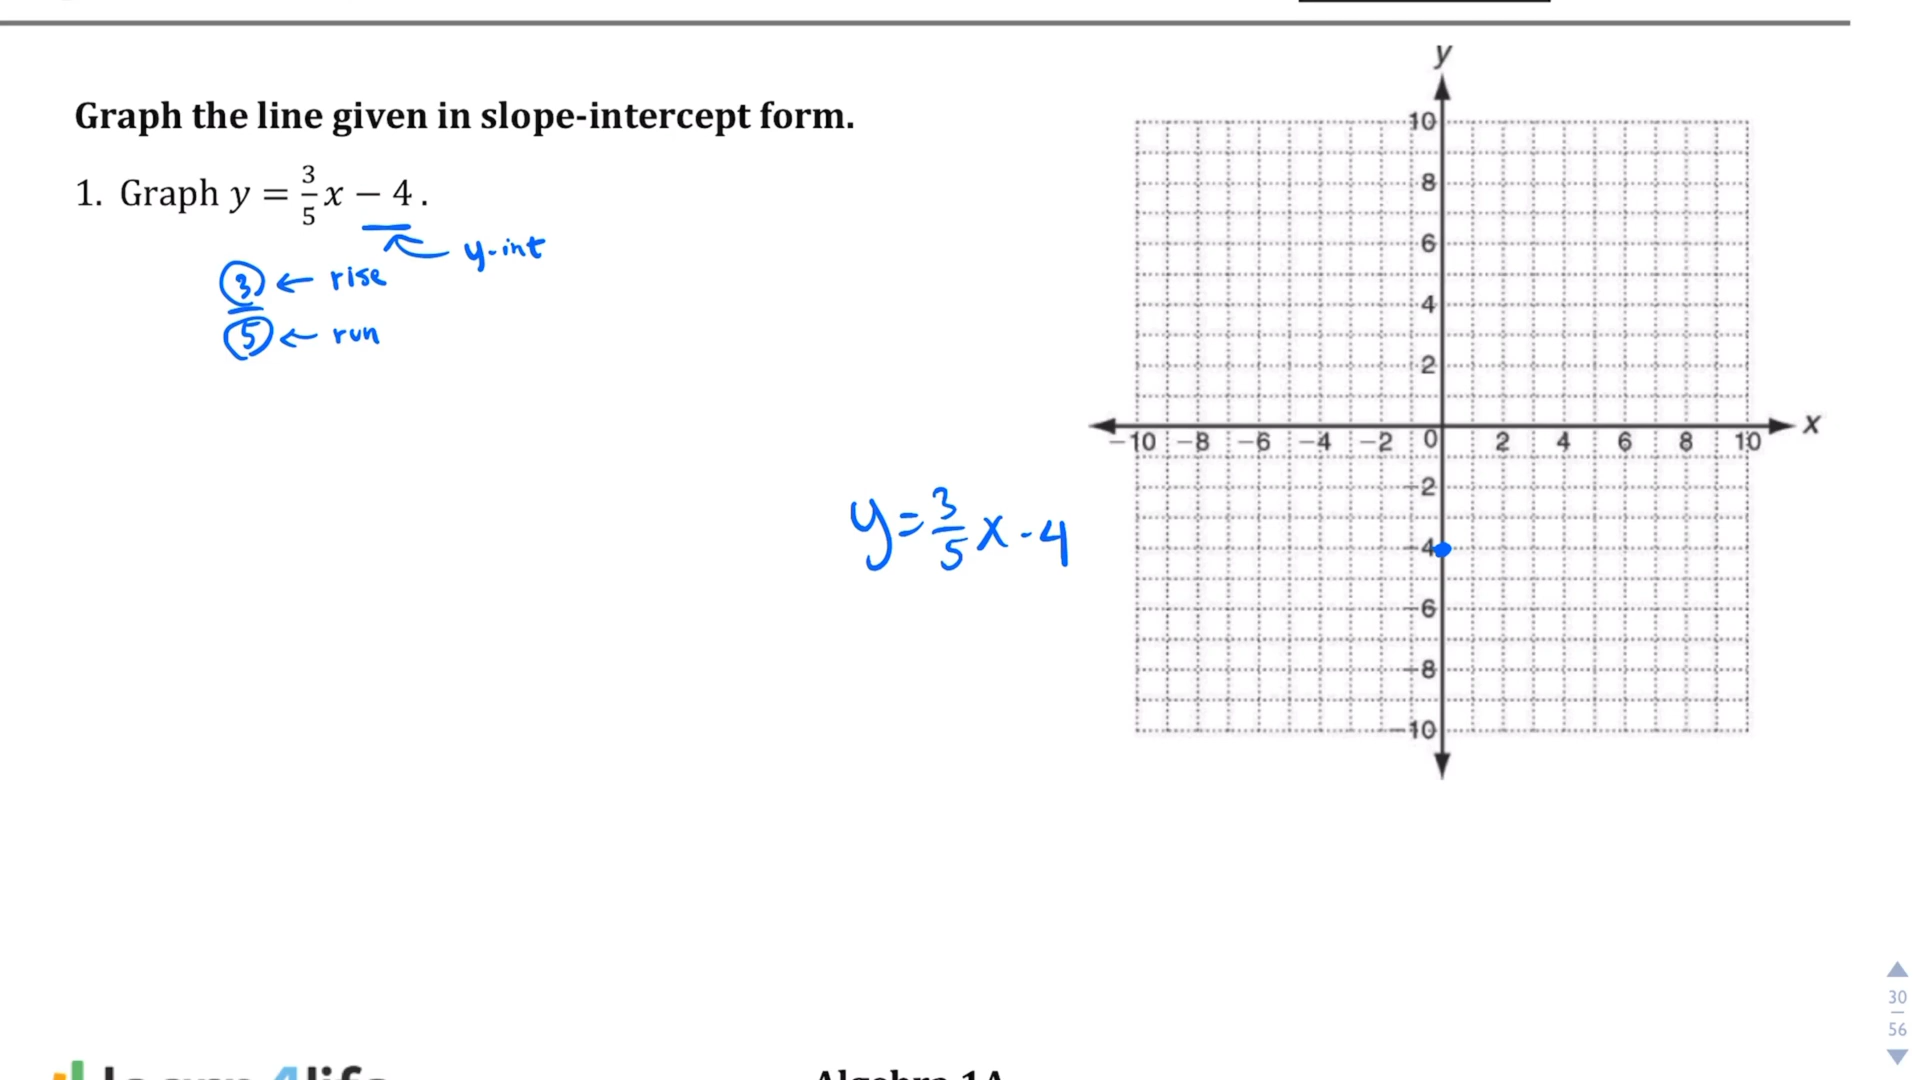 Graph the line given in slope-intercept form.
1. Graph y = 3/5 x − 4 .
y-int
3 ← rise
5 ← run
y = 3/5 x - 4
y
10
8
6
4
2
−10 −8 −6 −4 −2 0 2 4 6 8 10 x
−2
−4
−6
−8
−10
30
56
Algebra 1A